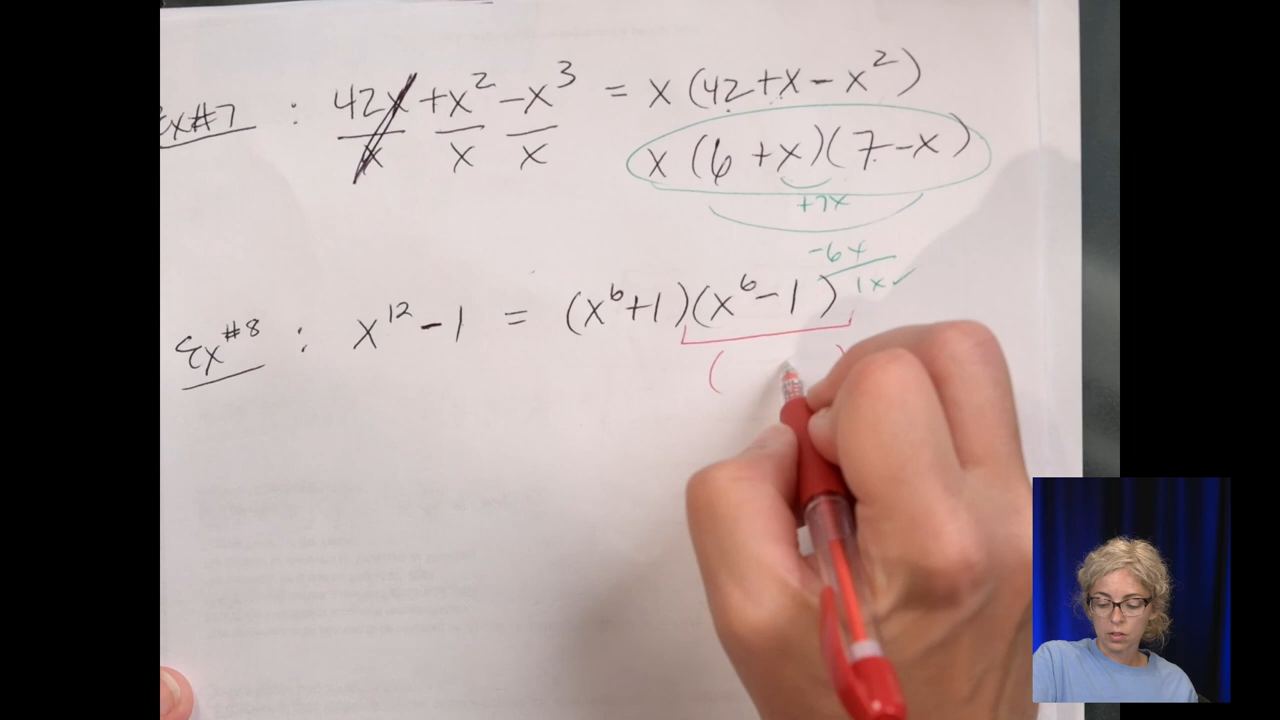 Ex#7 : 42x + x² - x³ = x (42 + x - x²)
x x x
x (6 + x)(7 - x)
+7x
-6x
1x ✓
Ex#8 : x¹² - 1 = (x⁶ + 1)(x⁶ - 1)
( )